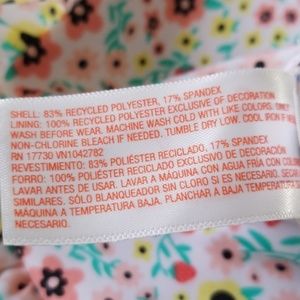 SHELL: 83% RECYCLED POLYESTER, 17% SPANDEX
LINING: 100% RECYCLED POLYESTER EXCLUSIVE OF DECORATION
WASH BEFORE WEAR. MACHINE WASH COLD WITH LIKE COLORS. ONLY
NON-CHLORINE BLEACH IF NEEDED. TUMBLE DRY LOW. COOL IRON IF NEEDED
RN 17730 VN1042702
REVESTIMIENTO: 83% POLIÉSTER RECICLADO, 17% SPANDEX
FORRO: 100% POLIÉSTER RECICLADO EXCLUSIVO DE DECORACIÓN
LAVAR ANTES DE USAR. LAVAR A MÁQUINA CON AGUA FRÍA CON COLORES
SIMILARES. SÓLO BLANQUEADOR SIN CLORO SI ES NECESARIO. SECAR
MÁQUINA A TEMPERATURA BAJA. PLANCHAR A BAJA TEMPERATURA
NECESARIO.